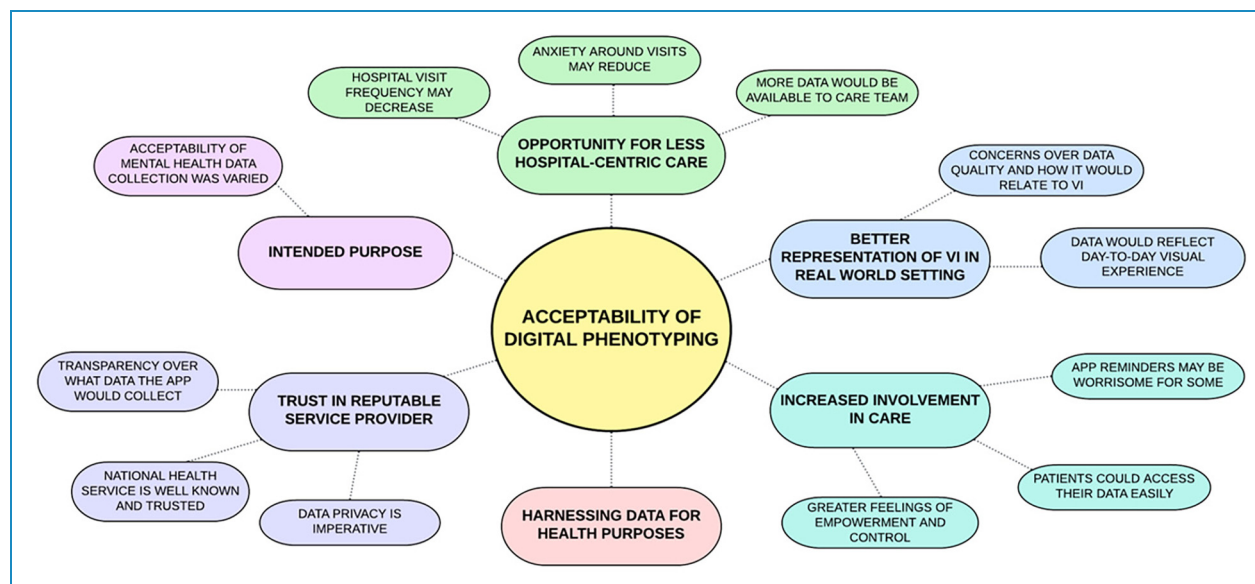 ANXIETY AROUND VISITS
MAY REDUCE
HOSPITAL VISIT
FREQUENCY MAY
DECREASE
MORE DATA WOULD BE
AVAILABLE TO CARE TEAM
OPPORTUNITY FOR LESS
HOSPITAL-CENTRIC CARE
ACCEPTABILITY OF
MENTAL HEALTH DATA
COLLECTION WAS VARIED
INTENDED PURPOSE
CONCERNS OVER DATA
QUALITY AND HOW IT WOULD
RELATE TO VI
BETTER
REPRESENTATION OF VI IN
REAL WORLD SETTING
DATA WOULD REFLECT
DAY-TO-DAY VISUAL
EXPERIENCE
ACCEPTABILITY OF
DIGITAL PHENOTYPING
TRANSPARENCY OVER
WHAT DATA THE APP
WOULD COLLECT
TRUST IN REPUTABLE
SERVICE PROVIDER
NATIONAL HEALTH
SERVICE IS WELL KNOWN
AND TRUSTED
DATA PRIVACY IS
IMPERATIVE
HARNESSING DATA FOR
HEALTH PURPOSES
INCREASED INVOLVEMENT
IN CARE
APP REMINDERS MAY BE
WORRISOME FOR SOME
PATIENTS COULD ACCESS
THEIR DATA EASILY
GREATER FEELINGS OF
EMPOWERMENT AND
CONTROL